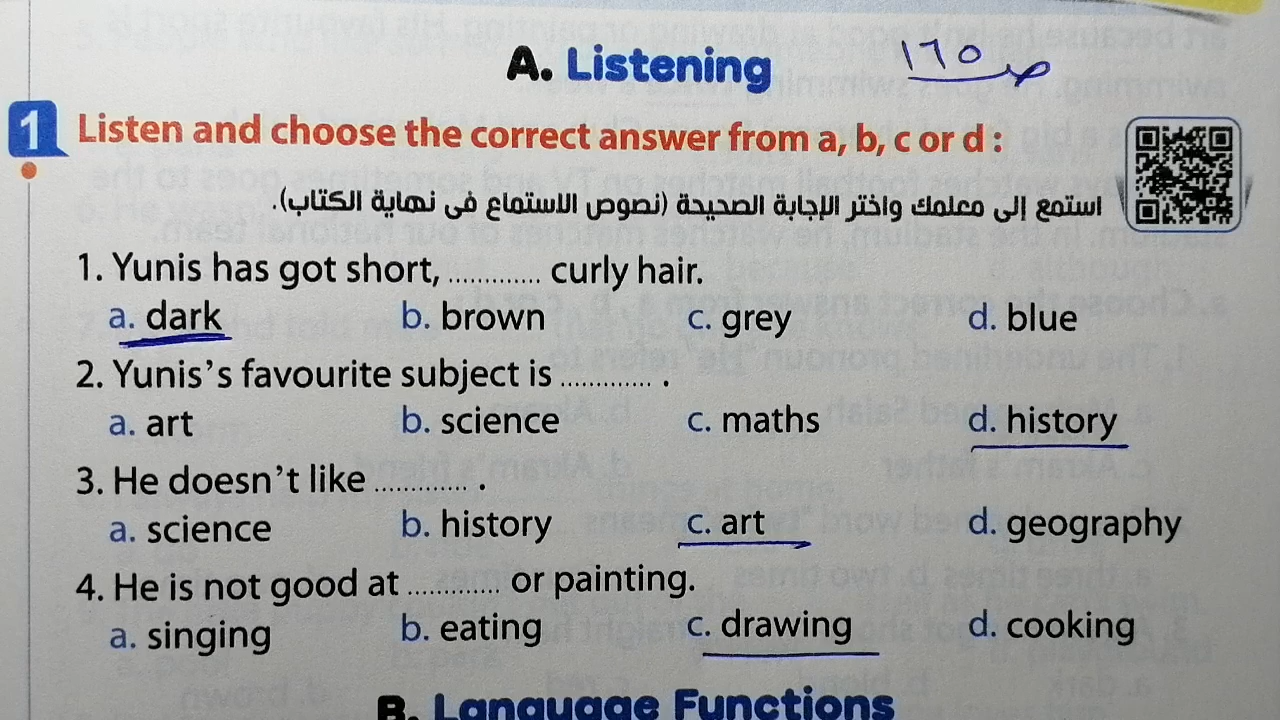 A. Listening
ص ١٦٥
1 Listen and choose the correct answer from a, b, c or d :
استمع إلى معلمك واختر الإجابة الصحيحة (نصوص الاستماع فى نهاية الكتاب).
1. Yunis has got short, ............. curly hair.
a. dark b. brown c. grey d. blue
2. Yunis's favourite subject is ............. .
a. art b. science c. maths d. history
3. He doesn't like ............. .
a. science b. history c. art d. geography
4. He is not good at ............. or painting.
a. singing b. eating c. drawing d. cooking
B. Language Functions